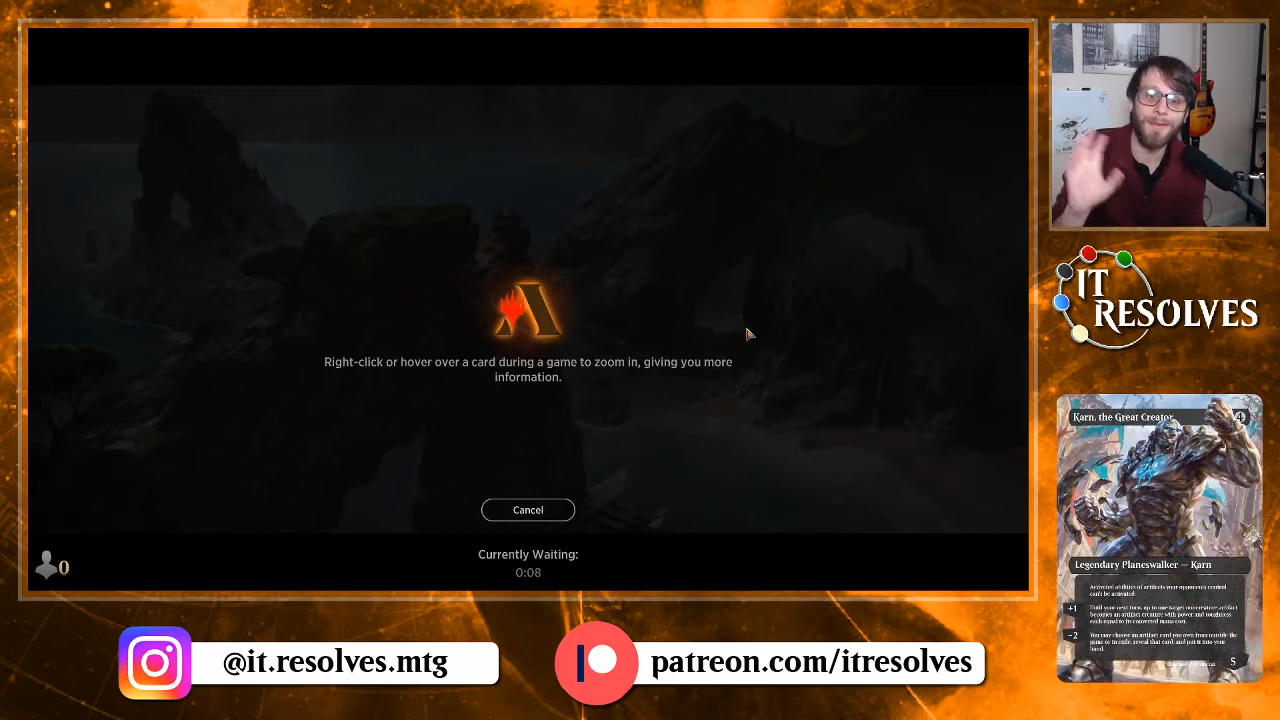 Right-click or hover over a card during a game to zoom in, giving you more
information.
Cancel
Currently Waiting:
0:08
0
IT
RESOLVES
Karn, the Great Creator
4
Legendary Planeswalker — Karn
Activated abilities of artifacts your opponents control
can't be activated.
+1
Until your next turn, up to one target noncreature artifact
becomes an artifact creature with power and toughness
each equal to its converted mana cost.
-2
You may choose an artifact card you own from outside the
game or in exile, reveal that card, and put it into your
hand.
5
@it.resolves.mtg
patreon.com/itresolves